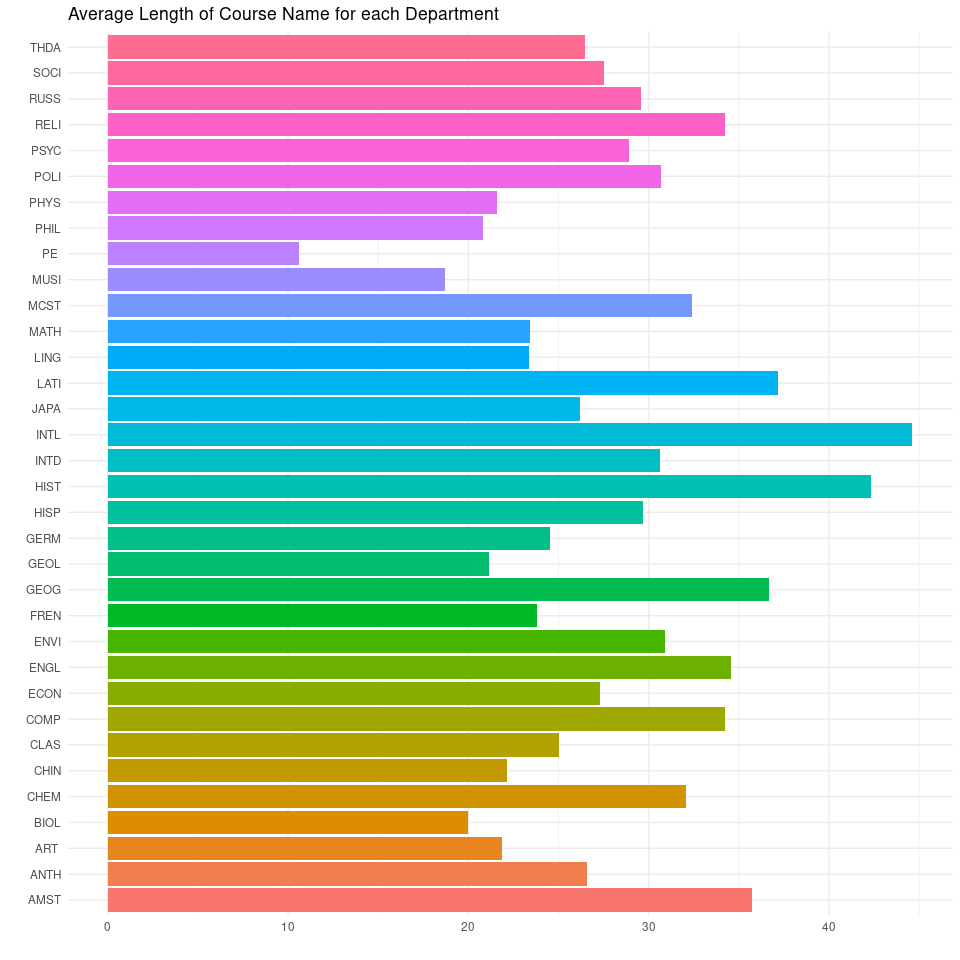 Average Length of Course Name for each Department
THDA
SOCI
RUSS
RELI
PSYC
POLI
PHYS
PHIL
PE
MUSI
MCST
MATH
LING
LATI
JAPA
INTL
INTD
HIST
HISP
GERM
GEOL
GEOG
FREN
ENVI
ENGL
ECON
COMP
CLAS
CHIN
CHEM
BIOL
ART
ANTH
AMST
0 10 20 30 40